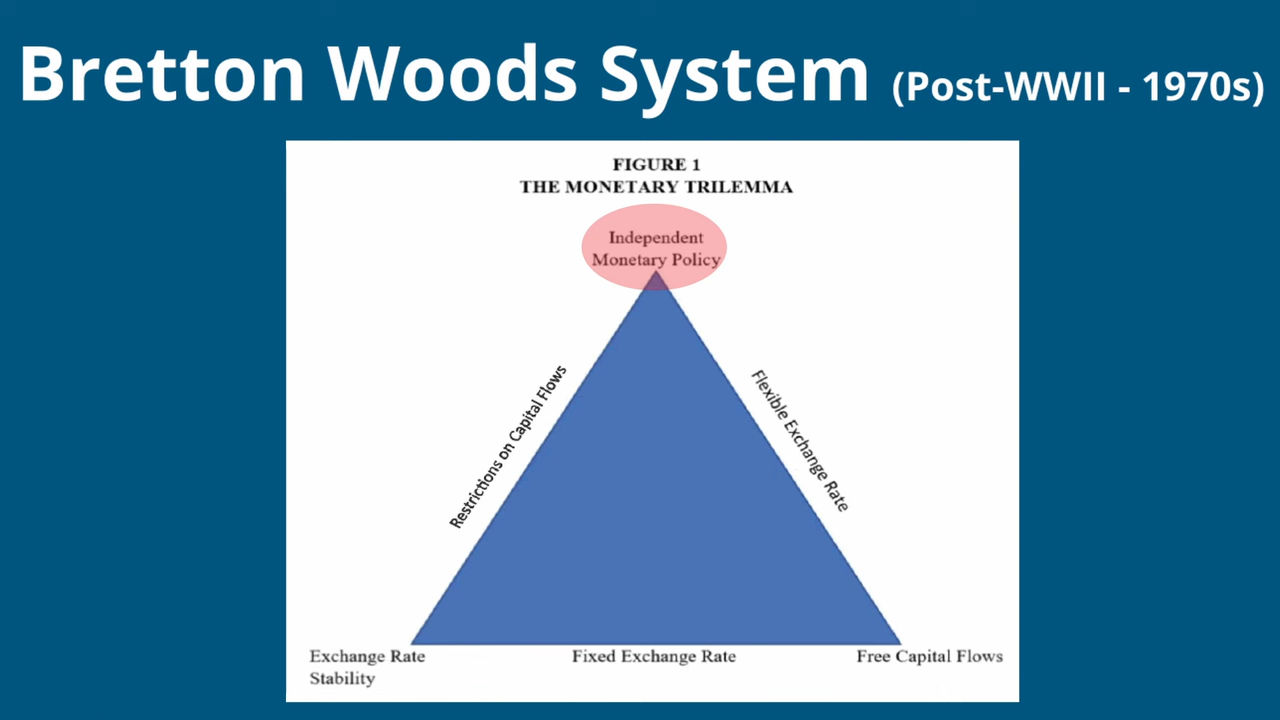 Bretton Woods System (Post-WWII - 1970s)
FIGURE 1
THE MONETARY TRILEMMA
Independent
Monetary Policy
Restrictions on Capital Flows
Flexible Exchange Rate
Exchange Rate
Stability
Fixed Exchange Rate
Free Capital Flows